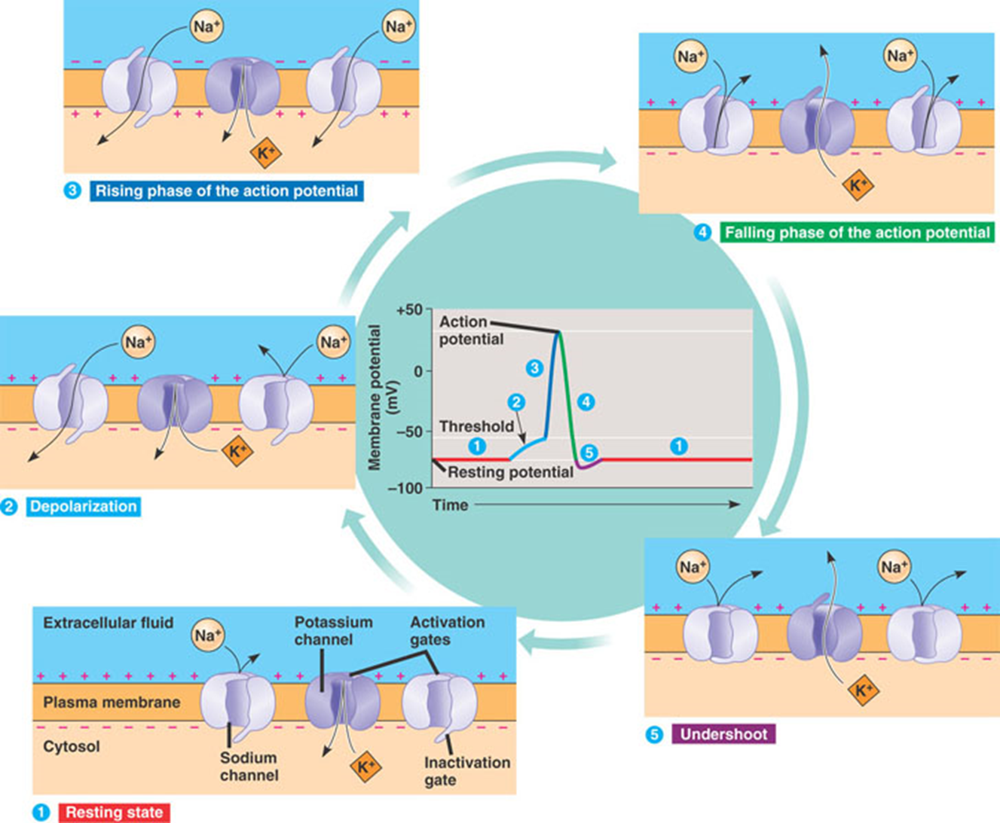 Na⁺
Na⁺
K⁺
3 Rising phase of the action potential
Na⁺
Na⁺
K⁺
4 Falling phase of the action potential
Na⁺
Na⁺
K⁺
2 Depolarization
Membrane potential
(mV)
+50
0
–50
–100
Action
potential
3
2
4
Threshold
1
5
1
Resting potential
Time
Na⁺
Na⁺
K⁺
5 Undershoot
Extracellular fluid
Na⁺
Potassium
channel
Activation
gates
Plasma membrane
Cytosol
Sodium
channel
K⁺
Inactivation
gate
1 Resting state
+ + + + + + + + + + + + + +
– – – – – – – – – – – – – –